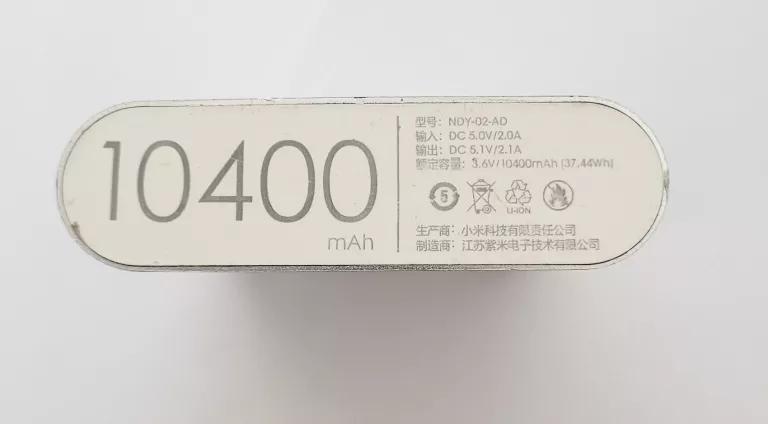 10400
mAh
型号: NDY-02-AD
输入: DC 5.0V/2.0A
输出: DC 5.1V/2.1A
额定容量: 3.6V/10400mAh (37.44Wh)
5
LI-ION
生产商: 小米科技有限责任公司
制造商: 江苏紫米电子技术有限公司